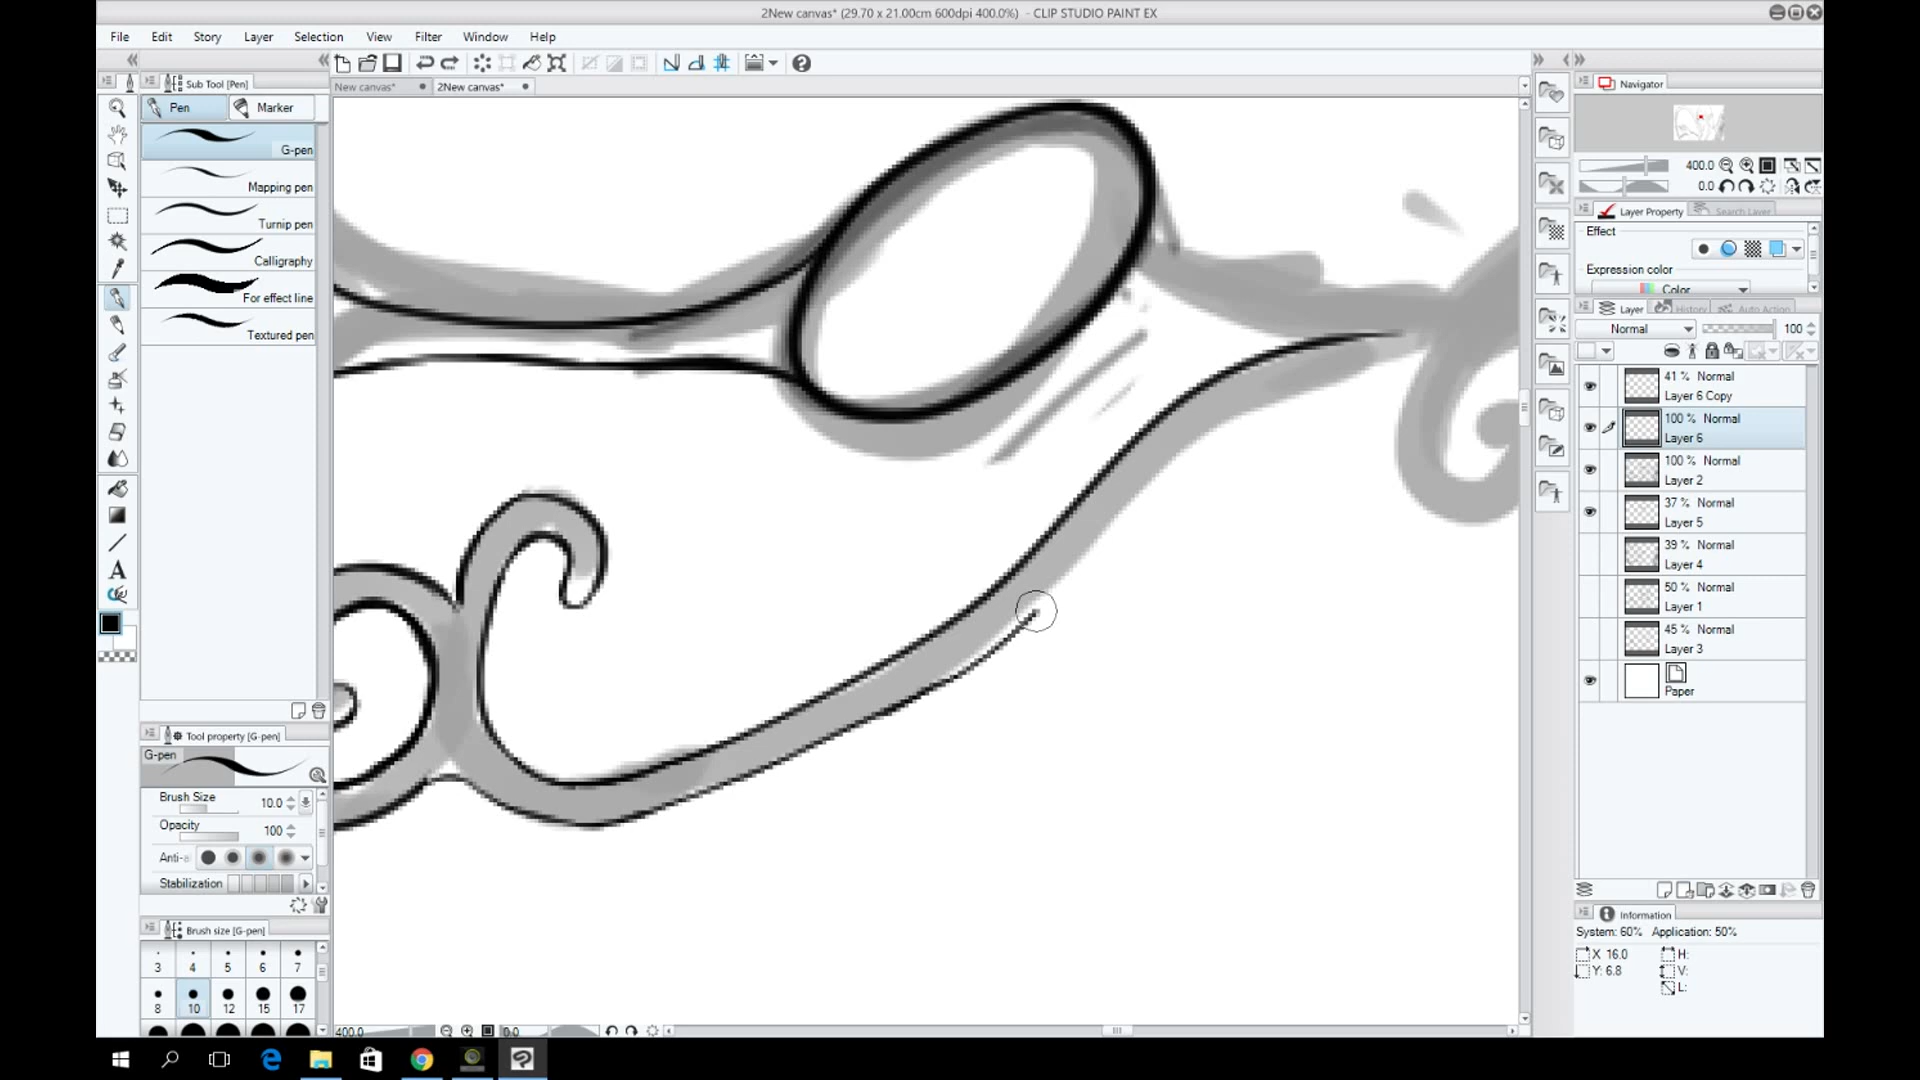 2New canvas* (29.70 x 21.00cm 600dpi 400.0%) - CLIP STUDIO PAINT EX
File Edit Story Layer Selection View Filter Window Help
Sub Tool [Pen]
Pen Marker
G-pen
Mapping pen
Turnip pen
Calligraphy
For effect line
Textured pen
Tool property [G-pen]
G-pen
Brush Size 10.0
Opacity 100
Anti-a
Stabilization
Brush size [G-pen]
3 4 5 6 7
8 10 12 15 17
New canvas* 2New canvas*
400.0 0.0
Navigator
400.0
0.0
Layer Property Search Layer
Effect
Expression color
Color
Layer History Auto Action
Normal 100
41 % Normal
Layer 6 Copy
100 % Normal
Layer 6
100 % Normal
Layer 2
37 % Normal
Layer 5
39 % Normal
Layer 4
50 % Normal
Layer 1
45 % Normal
Layer 3
Paper
Information
System: 60% Application: 50%
X 16.0 H:
Y: 6.8 V:
L: